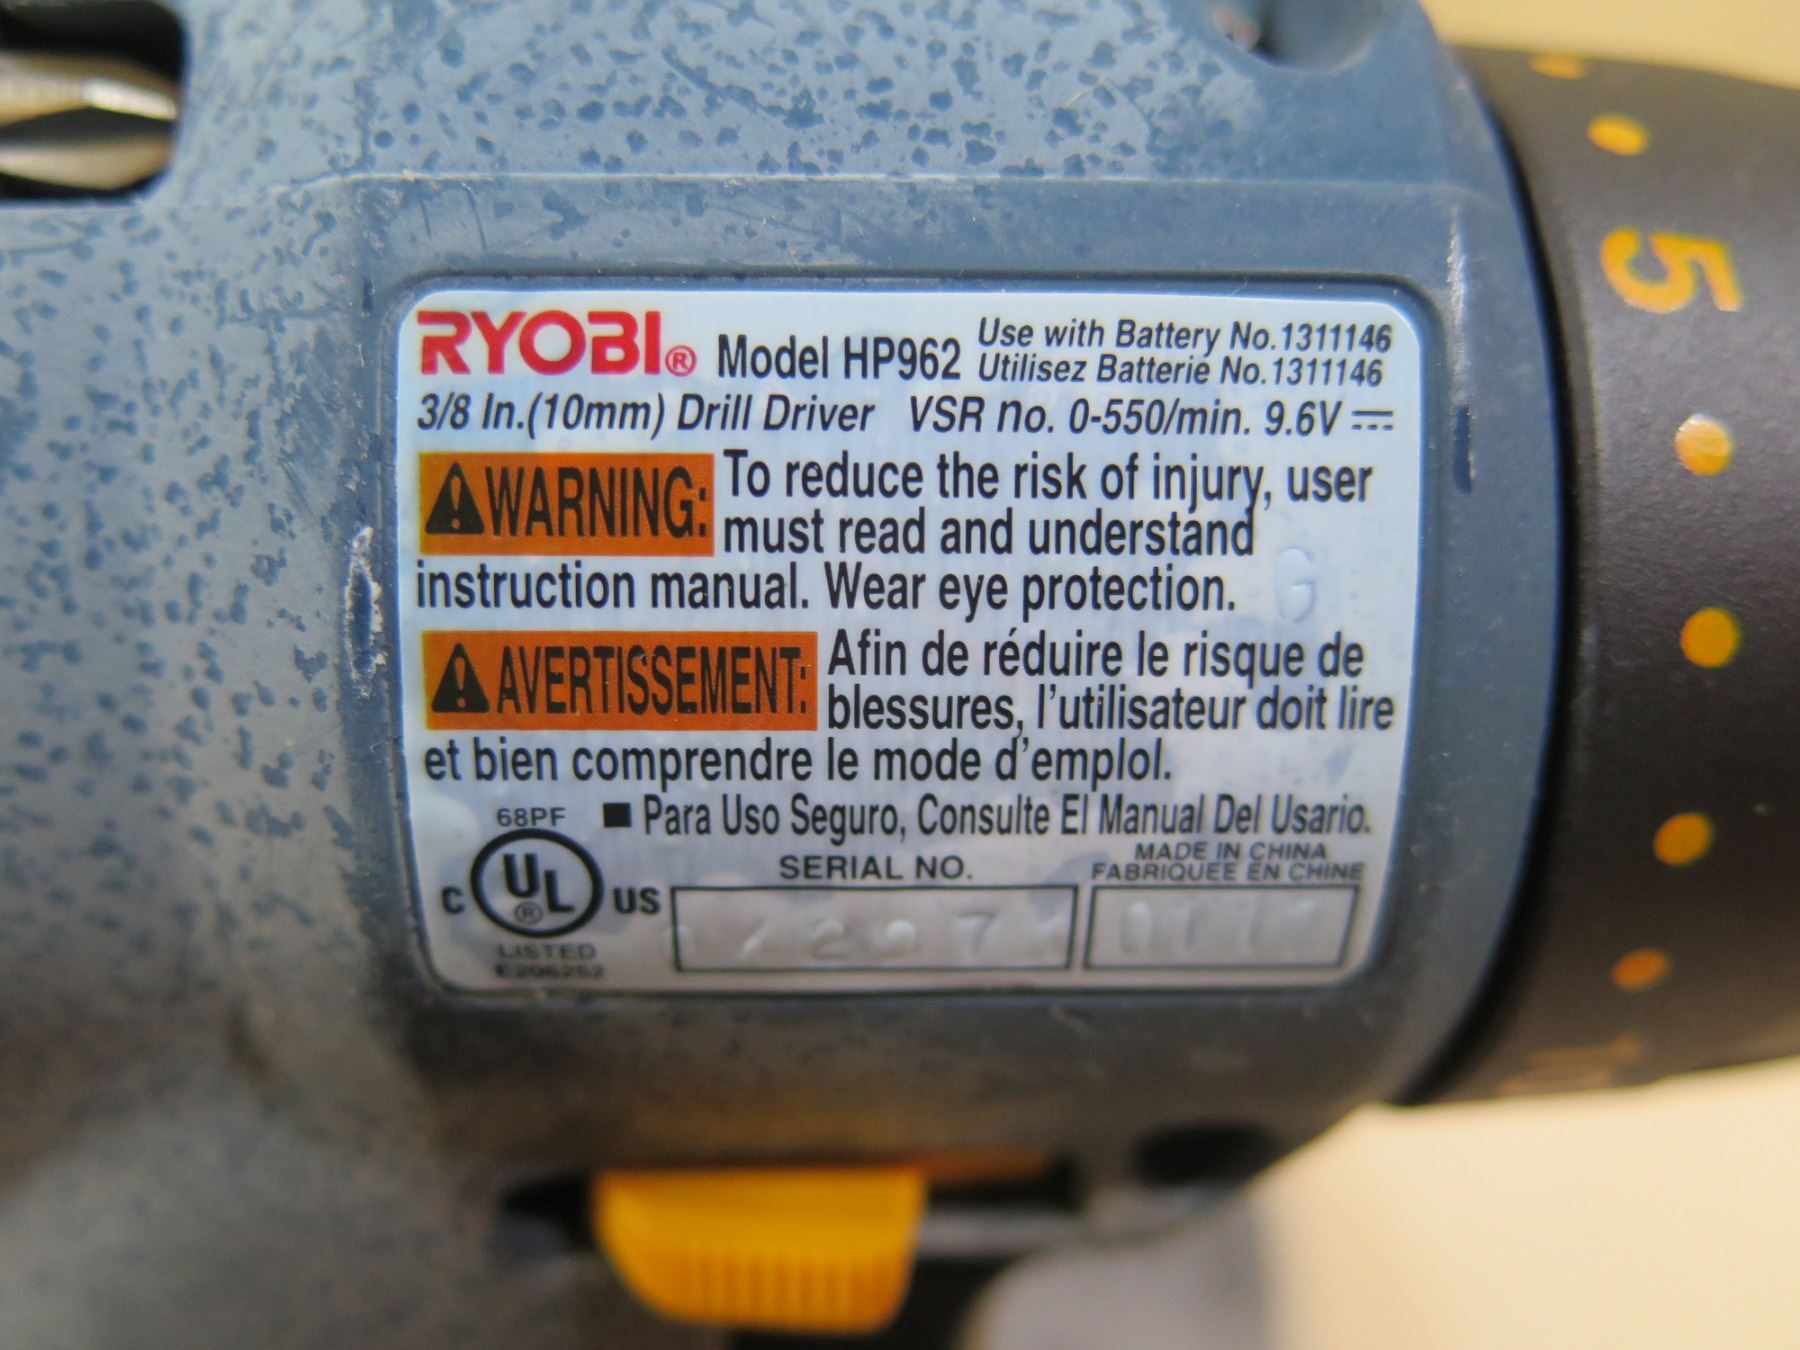 RYOBI® Model HP962 Use with Battery No.1311146
Utilisez Batterie No.1311146
3/8 In.(10mm) Drill Driver VSR no. 0-550/min. 9.6V
WARNING: To reduce the risk of injury, user
must read and understand
instruction manual. Wear eye protection.
AVERTISSEMENT: Afin de réduire le risque de
blessures, l'utilisateur doit lire
et bien comprendre le mode d'emplol.
68PF ■ Para Uso Seguro, Consulte El Manual Del Usario.
SERIAL NO. MADE IN CHINA
FABRIQUEE EN CHINE
C UL® US
LISTED
E206252
5